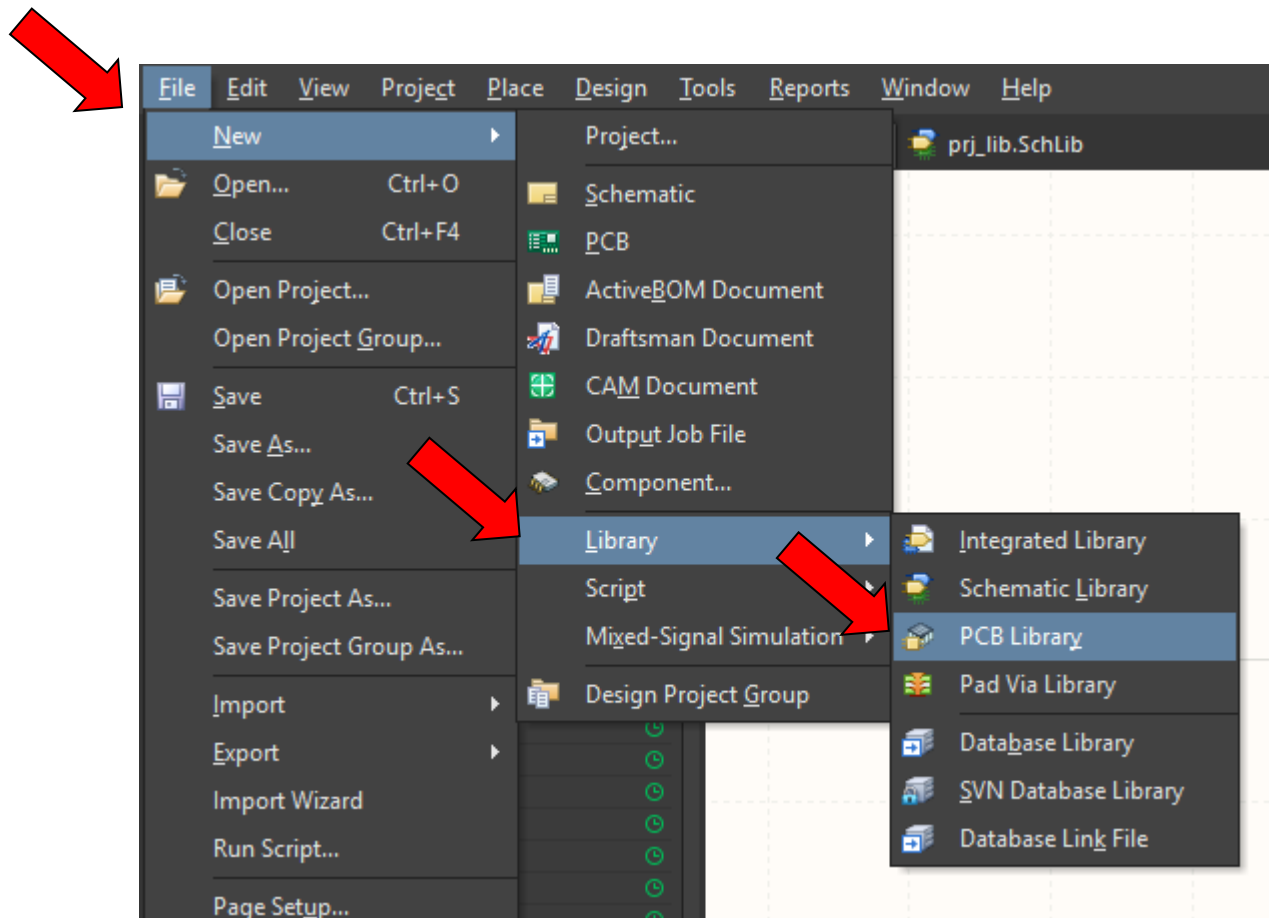 File Edit View Project Place Design Tools Reports Window Help
prj_lib.SchLib
New
Open... Ctrl+O
Close Ctrl+F4
Open Project...
Open Project Group...
Save Ctrl+S
Save As...
Save Copy As...
Save All
Save Project As...
Save Project Group As...
Import
Export
Import Wizard
Run Script...
Page Setup...
Project...
Schematic
PCB
ActiveBOM Document
Draftsman Document
CAM Document
Output Job File
Component...
Library
Script
Mixed-Signal Simulation
Design Project Group
Integrated Library
Schematic Library
PCB Library
Pad Via Library
Database Library
SVN Database Library
Database Link File